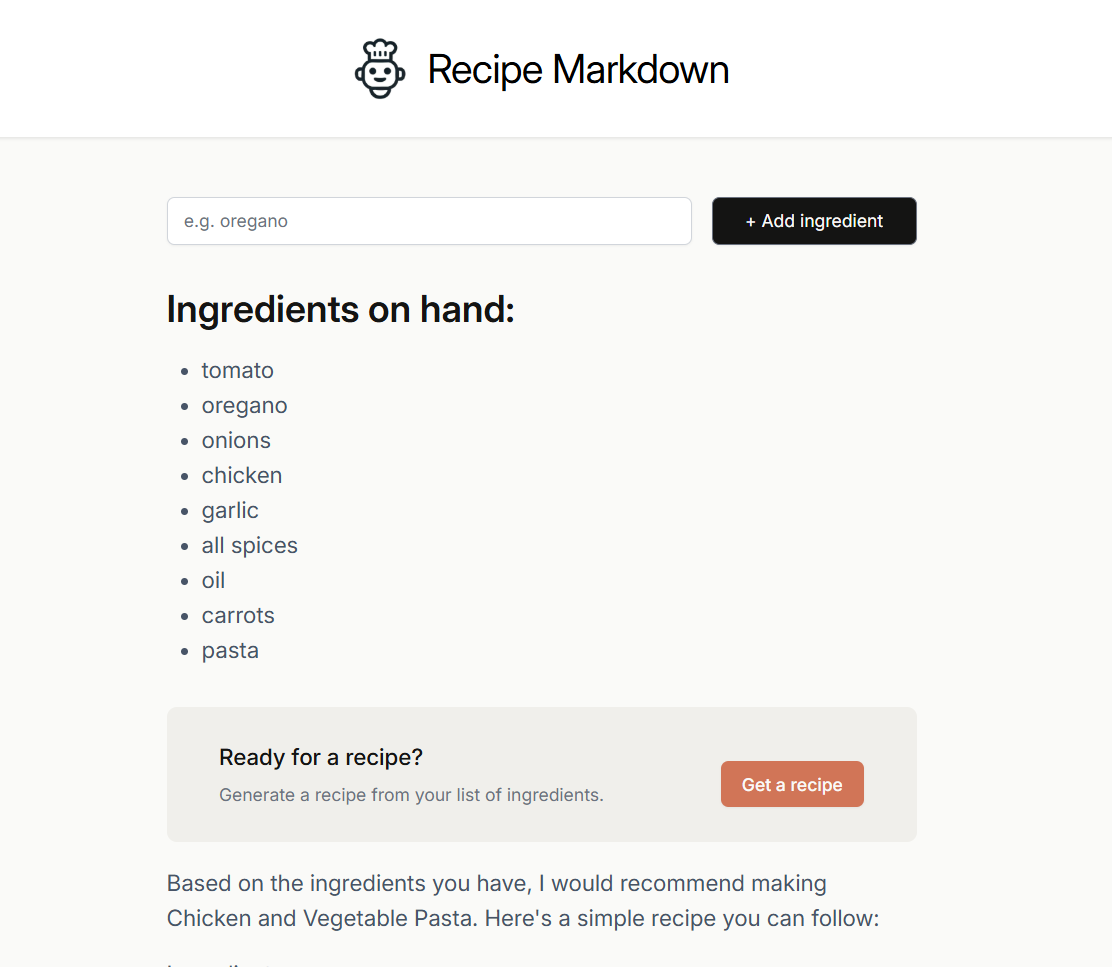 Recipe Markdown
e.g. oregano
+ Add ingredient
Ingredients on hand:
tomato
oregano
onions
chicken
garlic
all spices
oil
carrots
pasta
Ready for a recipe?
Generate a recipe from your list of ingredients.
Get a recipe
Based on the ingredients you have, I would recommend making
Chicken and Vegetable Pasta. Here's a simple recipe you can follow: